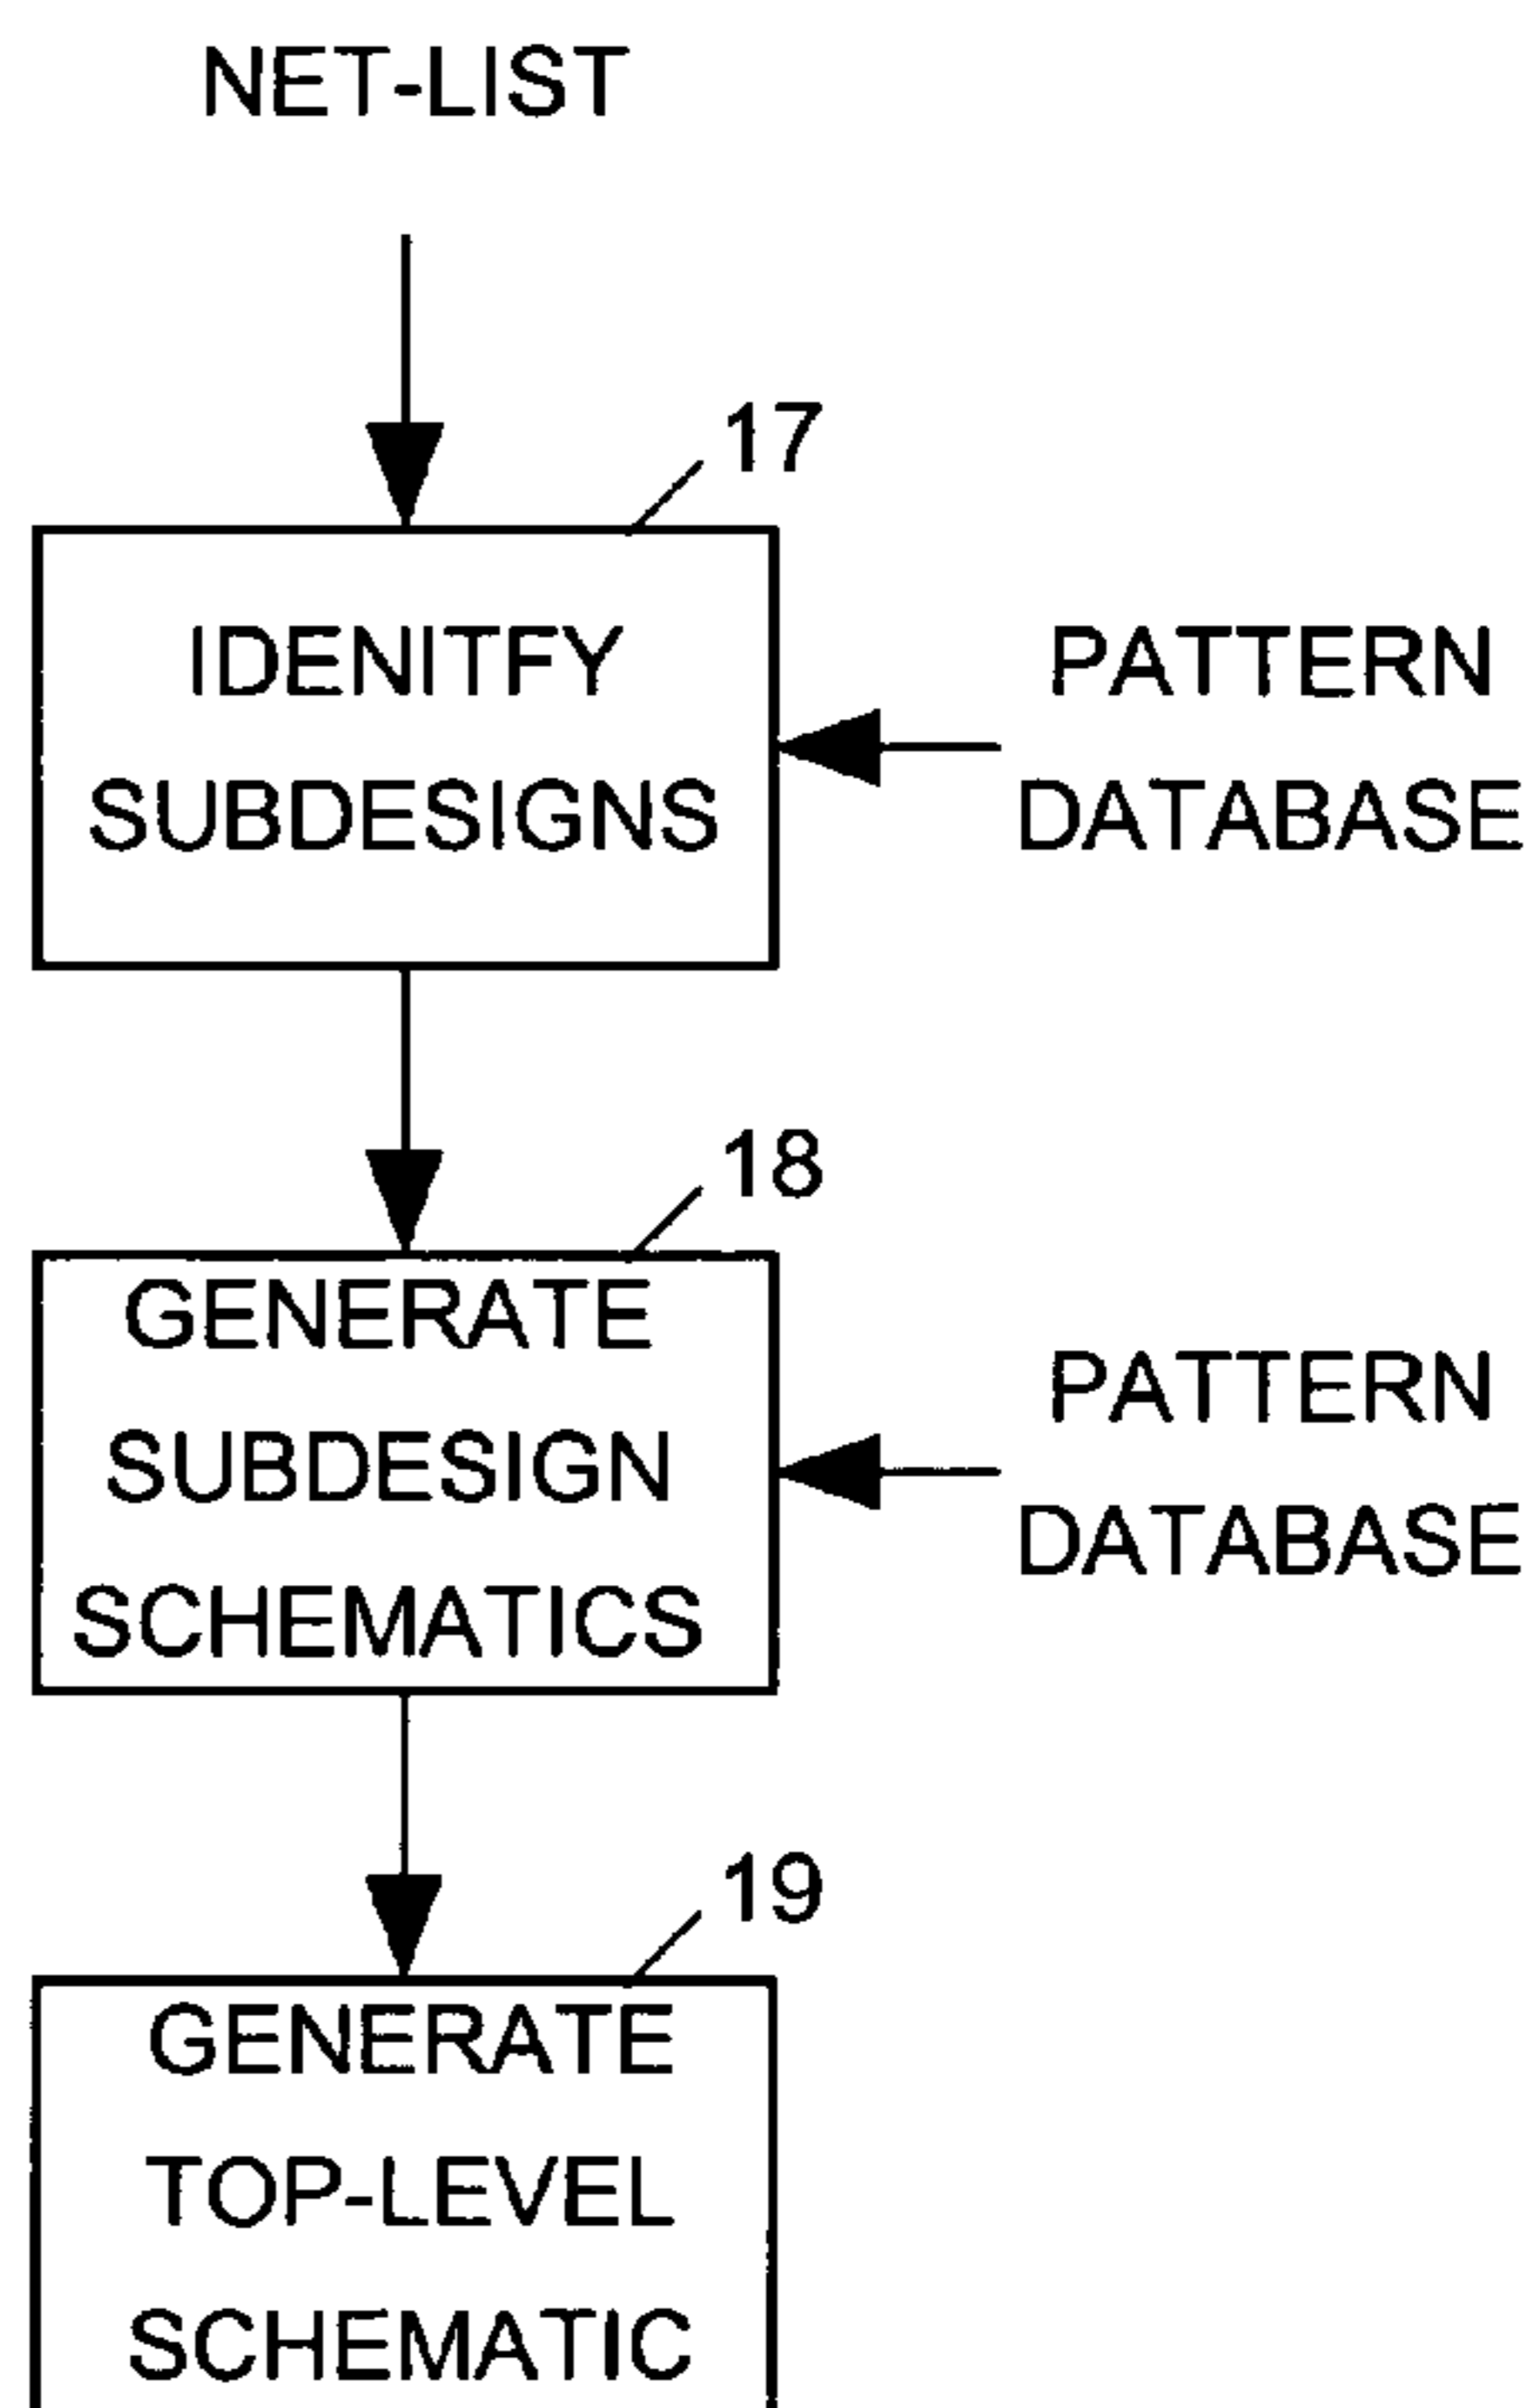 NET-LIST
17
IDENITFY
SUBDESIGNS
PATTERN
DATABASE
18
GENERATE
SUBDESIGN
SCHEMATICS
PATTERN
DATABASE
19
GENERATE
TOP-LEVEL
SCHEMATIC